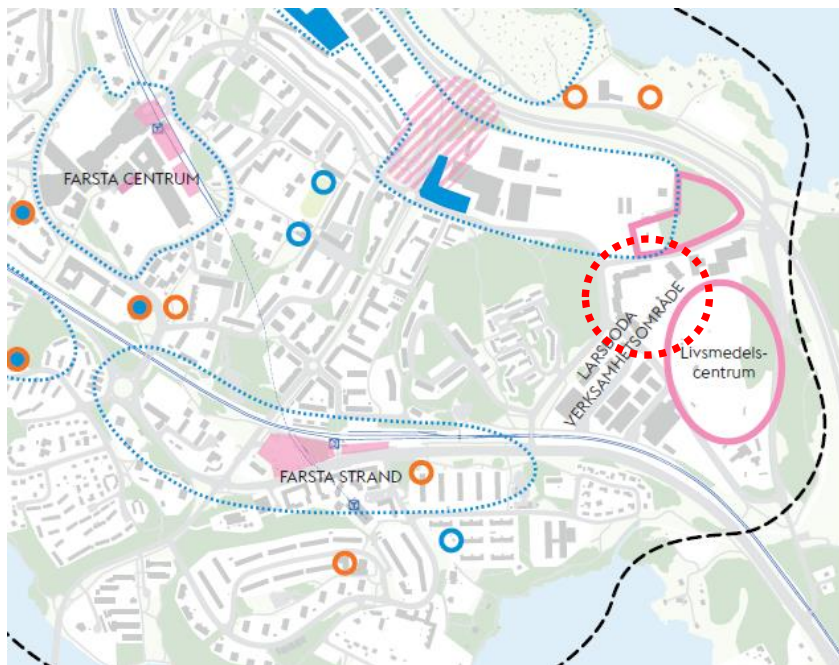 FARSTA CENTRUM
LARSBODA
VERKSAMHETSOMRÅDE
Livsmedels-
centrum
FARSTA STRAND